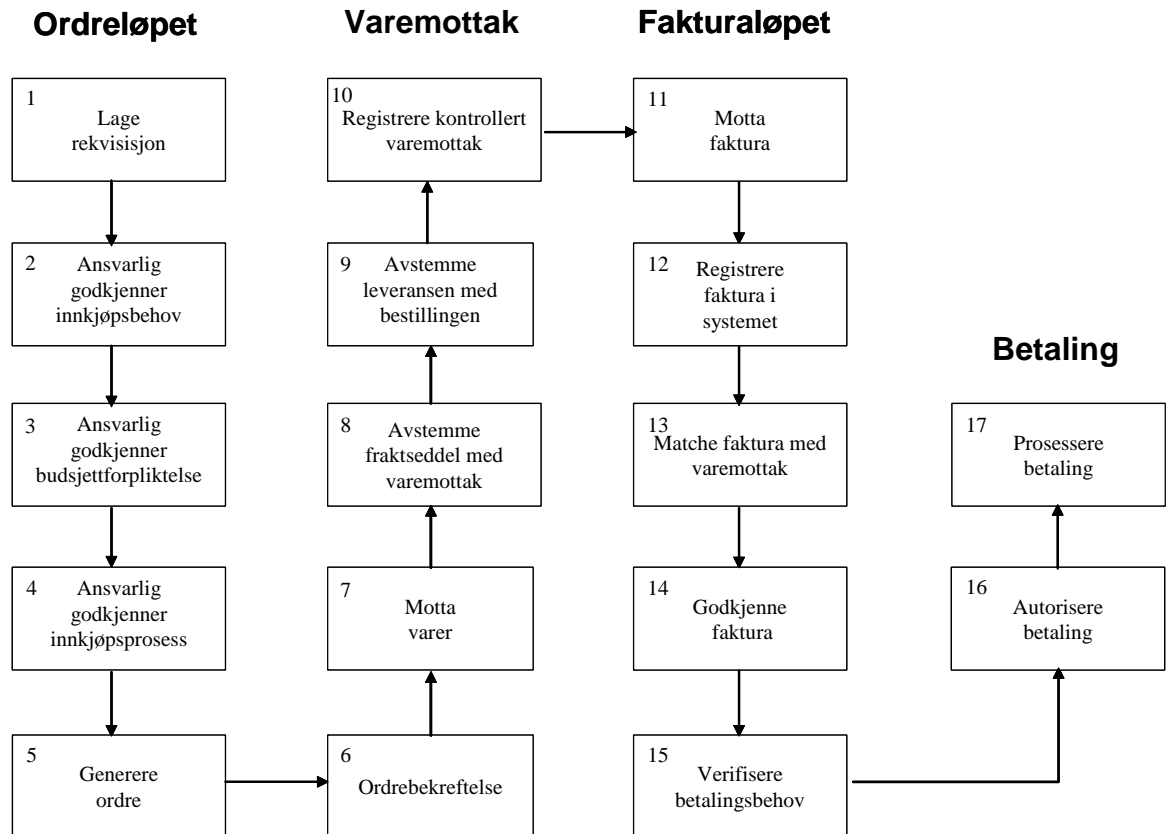 Ordreløpet
1
Lage
rekvisisjon
2
Ansvarlig
godkjenner
innkjøpsbehov
3
Ansvarlig
godkjenner
budsjettforpliktelse
4
Ansvarlig
godkjenner
innkjøpsprosess
5
Generere
ordre
Varemottak
6
Ordrebekreftelse
7
Motta
varer
8
Avstemme
fraktseddel med
varemottak
9
Avstemme
leveransen med
bestillingen
10
Registrere kontrollert
varemottak
Fakturaløpet
11
Motta
faktura
12
Registrere
faktura i
systemet
13
Matche faktura med
varemottak
14
Godkjenne
faktura
15
Verifisere
betalingsbehov
Betaling
16
Autorisere
betaling
17
Prosessere
betaling